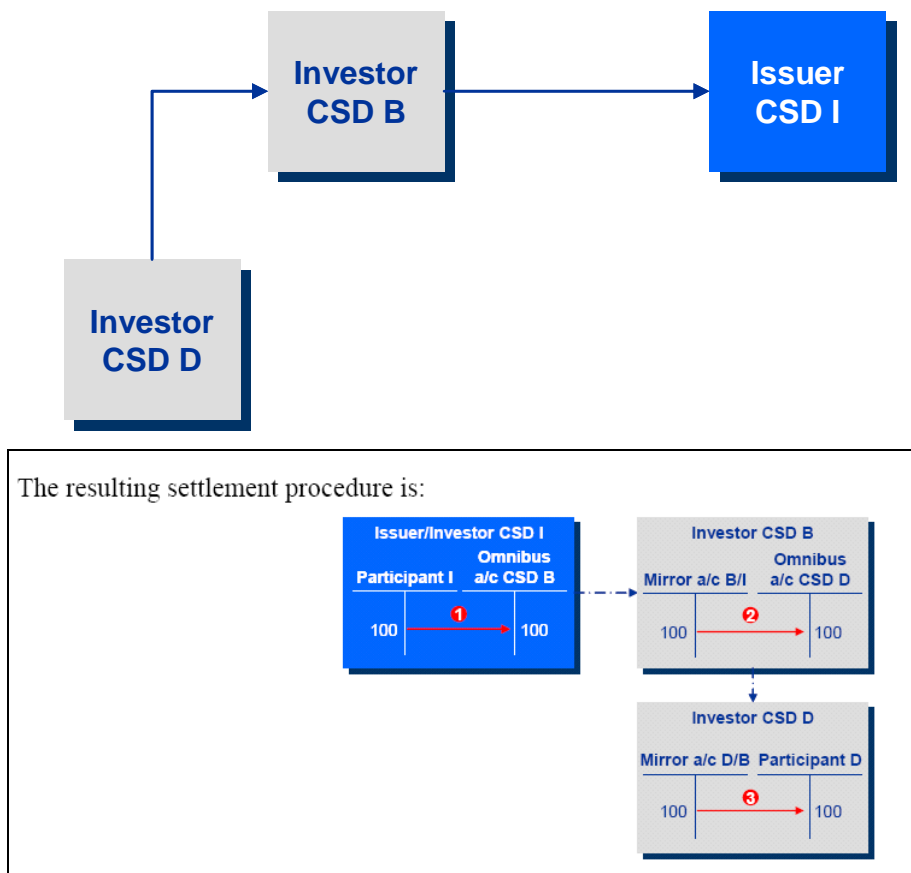 Investor
CSD B
Issuer
CSD I
Investor
CSD D
The resulting settlement procedure is:
Issuer/Investor CSD I
Participant I
Omnibus
a/c CSD B
100
1
100
Investor CSD B
Mirror a/c B/I
Omnibus
a/c CSD D
100
2
100
Investor CSD D
Mirror a/c D/B Participant D
100
3
100